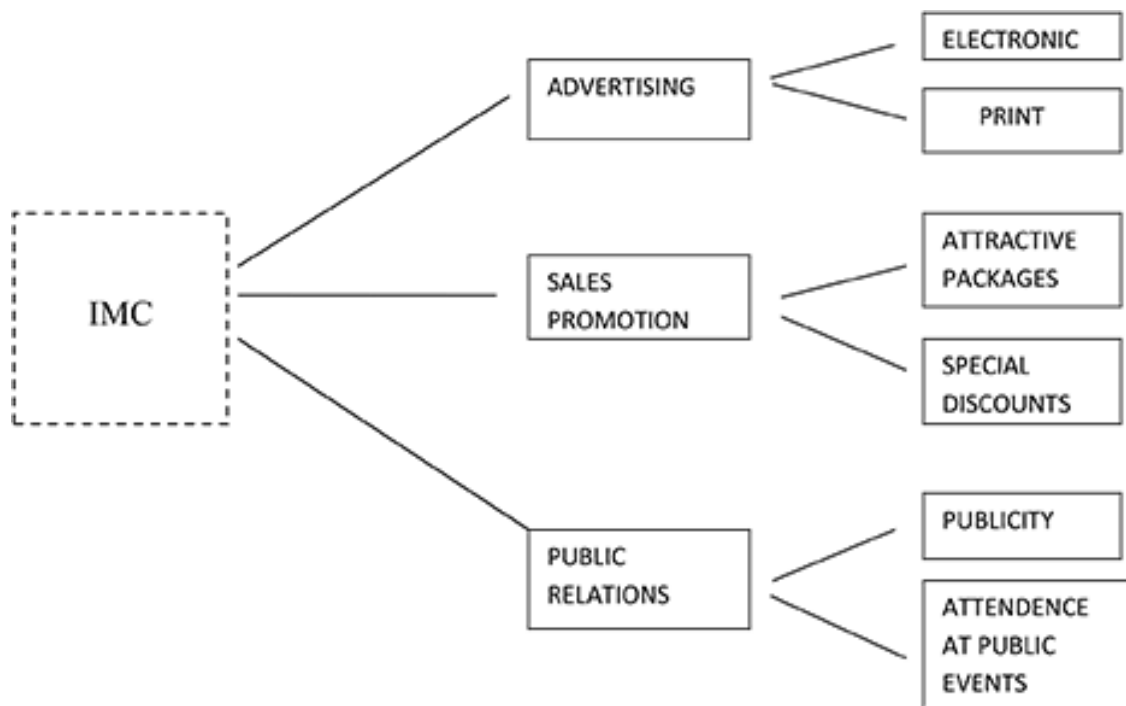 IMC
ADVERTISING
ELECTRONIC
PRINT
SALES
PROMOTION
ATTRACTIVE
PACKAGES
SPECIAL
DISCOUNTS
PUBLIC
RELATIONS
PUBLICITY
ATTENDENCE
AT PUBLIC
EVENTS